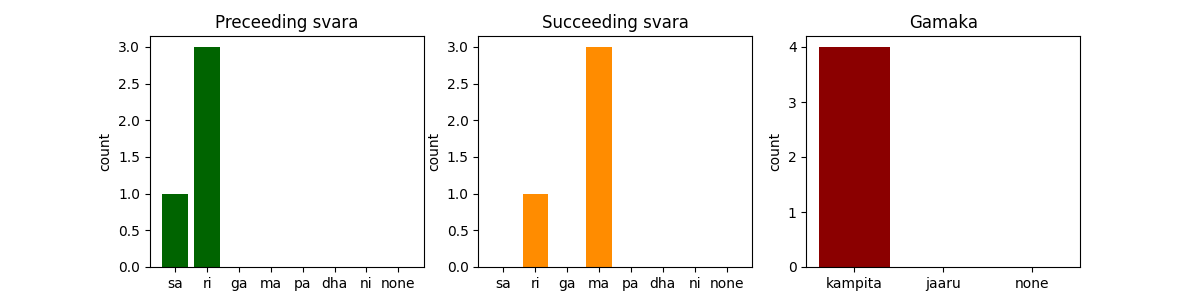 Preceeding svara
count
3.0
2.5
2.0
1.5
1.0
0.5
0.0
sa ri ga ma pa dha ni none
Succeeding svara
count
3.0
2.5
2.0
1.5
1.0
0.5
0.0
sa ri ga ma pa dha ni none
Gamaka
count
4
3
2
1
0
kampita jaaru none